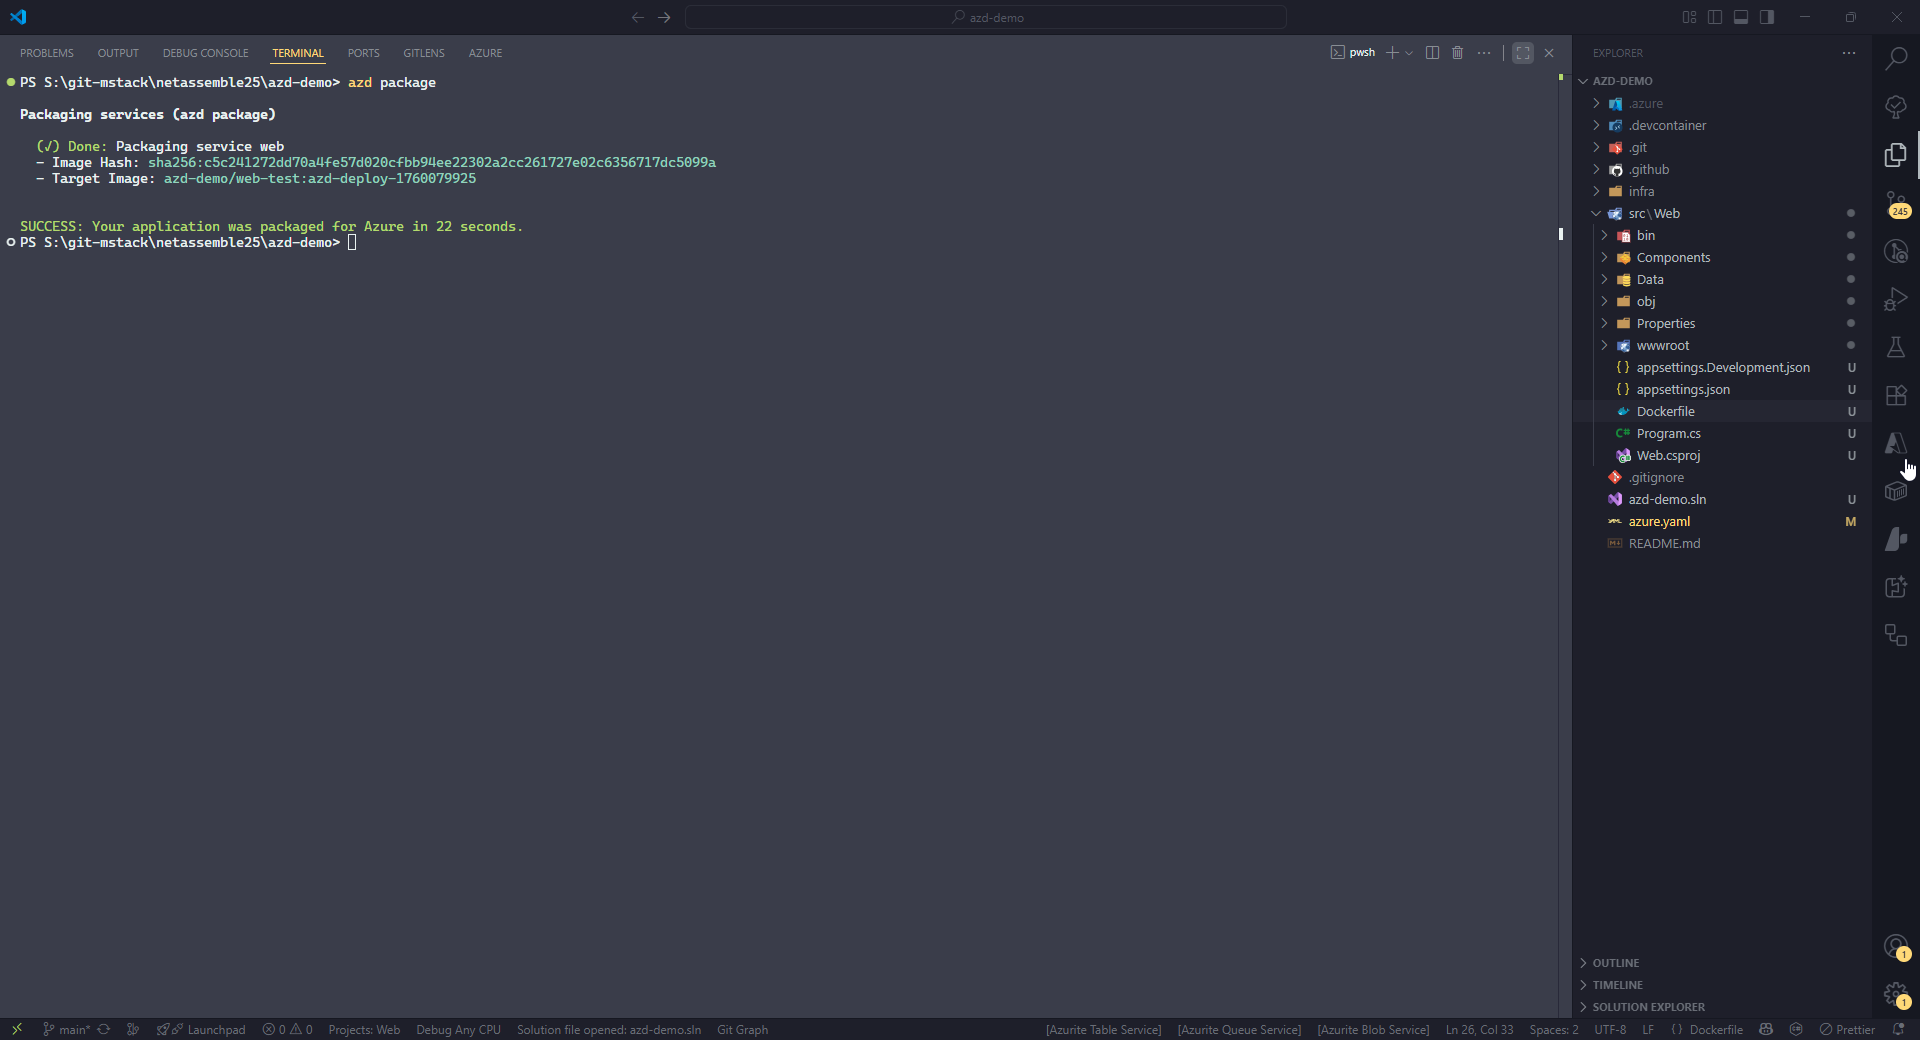 azd-demo
PROBLEMS OUTPUT DEBUG CONSOLE TERMINAL PORTS GITLENS AZURE
pwsh
PS S:\git-mstack\netassemble25\azd-demo> azd package
Packaging services (azd package)
(✓) Done: Packaging service web
- Image Hash: sha256:c5c241272dd70a4fe57d020cfbb94ee22302a2cc261727e02c6356717dc5099a
- Target Image: azd-demo/web-test:azd-deploy-1760079925
SUCCESS: Your application was packaged for Azure in 22 seconds.
PS S:\git-mstack\netassemble25\azd-demo>
EXPLORER
AZD-DEMO
.azure
.devcontainer
.git
.github
infra
src\Web
bin
Components
Data
obj
Properties
wwwroot
appsettings.Development.json U
appsettings.json U
Dockerfile U
C# Program.cs U
Web.csproj U
.gitignore
azd-demo.sln U
azure.yaml M
README.md
OUTLINE
TIMELINE
SOLUTION EXPLORER
245
1
1
main* 0 0 Launchpad Projects: Web Debug Any CPU Solution file opened: azd-demo.sln Git Graph [Azurite Table Service] [Azurite Queue Service] [Azurite Blob Service] Ln 26, Col 33 Spaces: 2 UTF-8 LF { } Dockerfile Prettier